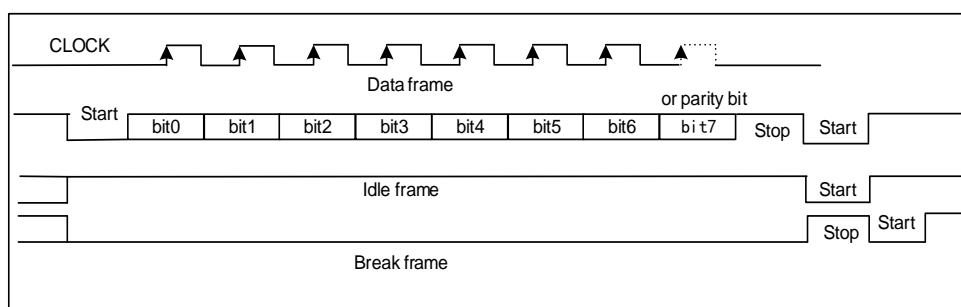 CLOCK
Data frame
or parity bit
Start bit0 bit1 bit2 bit3 bit4 bit5 bit6 bit7 Stop Start
Idle frame Start
Stop Start
Break frame